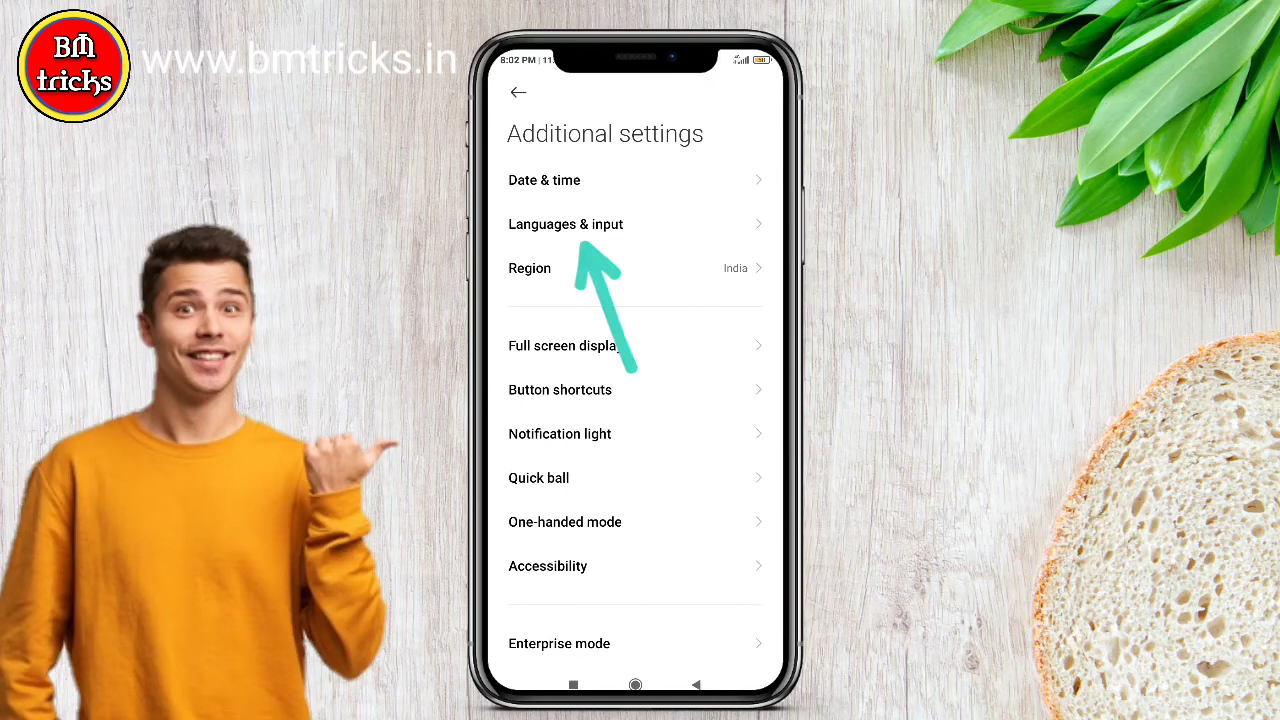 BM
tricks
www.bmtricks.in
8:02 PM | 11.
Additional settings
Date & time
Languages & input
Region
India
Full screen display
Button shortcuts
Notification light
Quick ball
One-handed mode
Accessibility
Enterprise mode